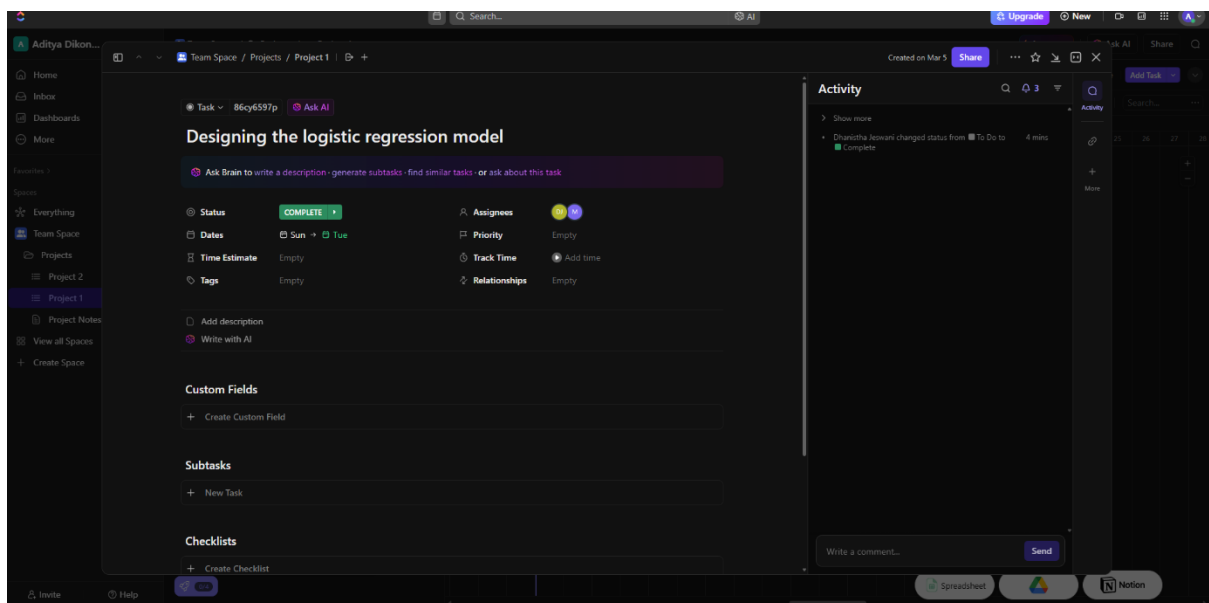 Search...
AI
Upgrade
New
Aditya Dikon...
Ask AI
Share
Home
Inbox
Dashboards
More
Favorites
Spaces
Everything
Team Space
Projects
Project 2
Project 1
Project Notes
View all Spaces
Create Space
Invite
Help
Team Space / Projects / Project 1
Created on Mar 5
Share
Task
86cy6597p
Ask AI
Designing the logistic regression model
Ask Brain to write a description · generate subtasks · find similar tasks · or ask about this task
Status COMPLETE Assignees
Dates Sun → Tue Priority Empty
Time Estimate Empty Track Time Add time
Tags Empty Relationships Empty
Add description
Write with AI
Custom Fields
+ Create Custom Field
Subtasks
+ New Task
Checklists
+ Create Checklist
Activity
3
Show more
Dhanistha Jeswani changed status from To Do to
Complete
4 mins
Write a comment...
Send
Activity
More
Add Task
Search...
25 26 27 28
Spreadsheet
Notion